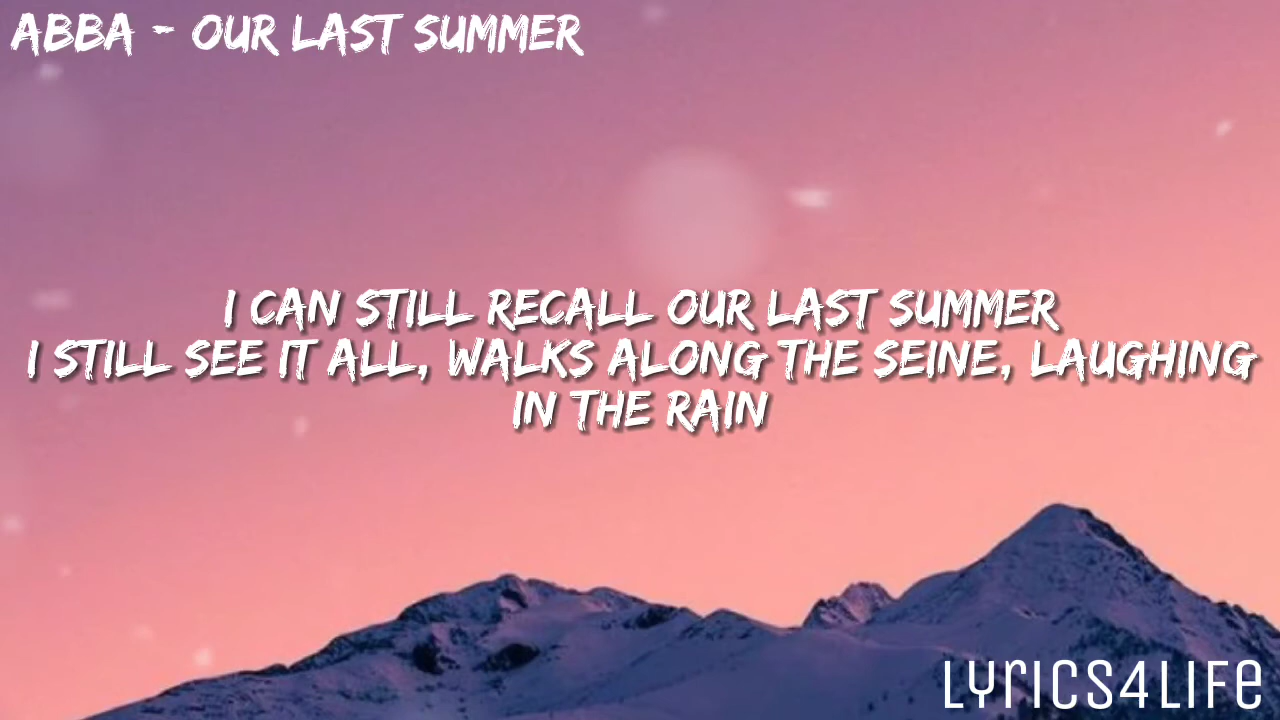 ABBA - OUR LAST SUMMER
I CAN STILL RECALL OUR LAST SUMMER
I STILL SEE IT ALL, WALKS ALONG THE SEINE, LAUGHING
IN THE RAIN
Lyrics4Life